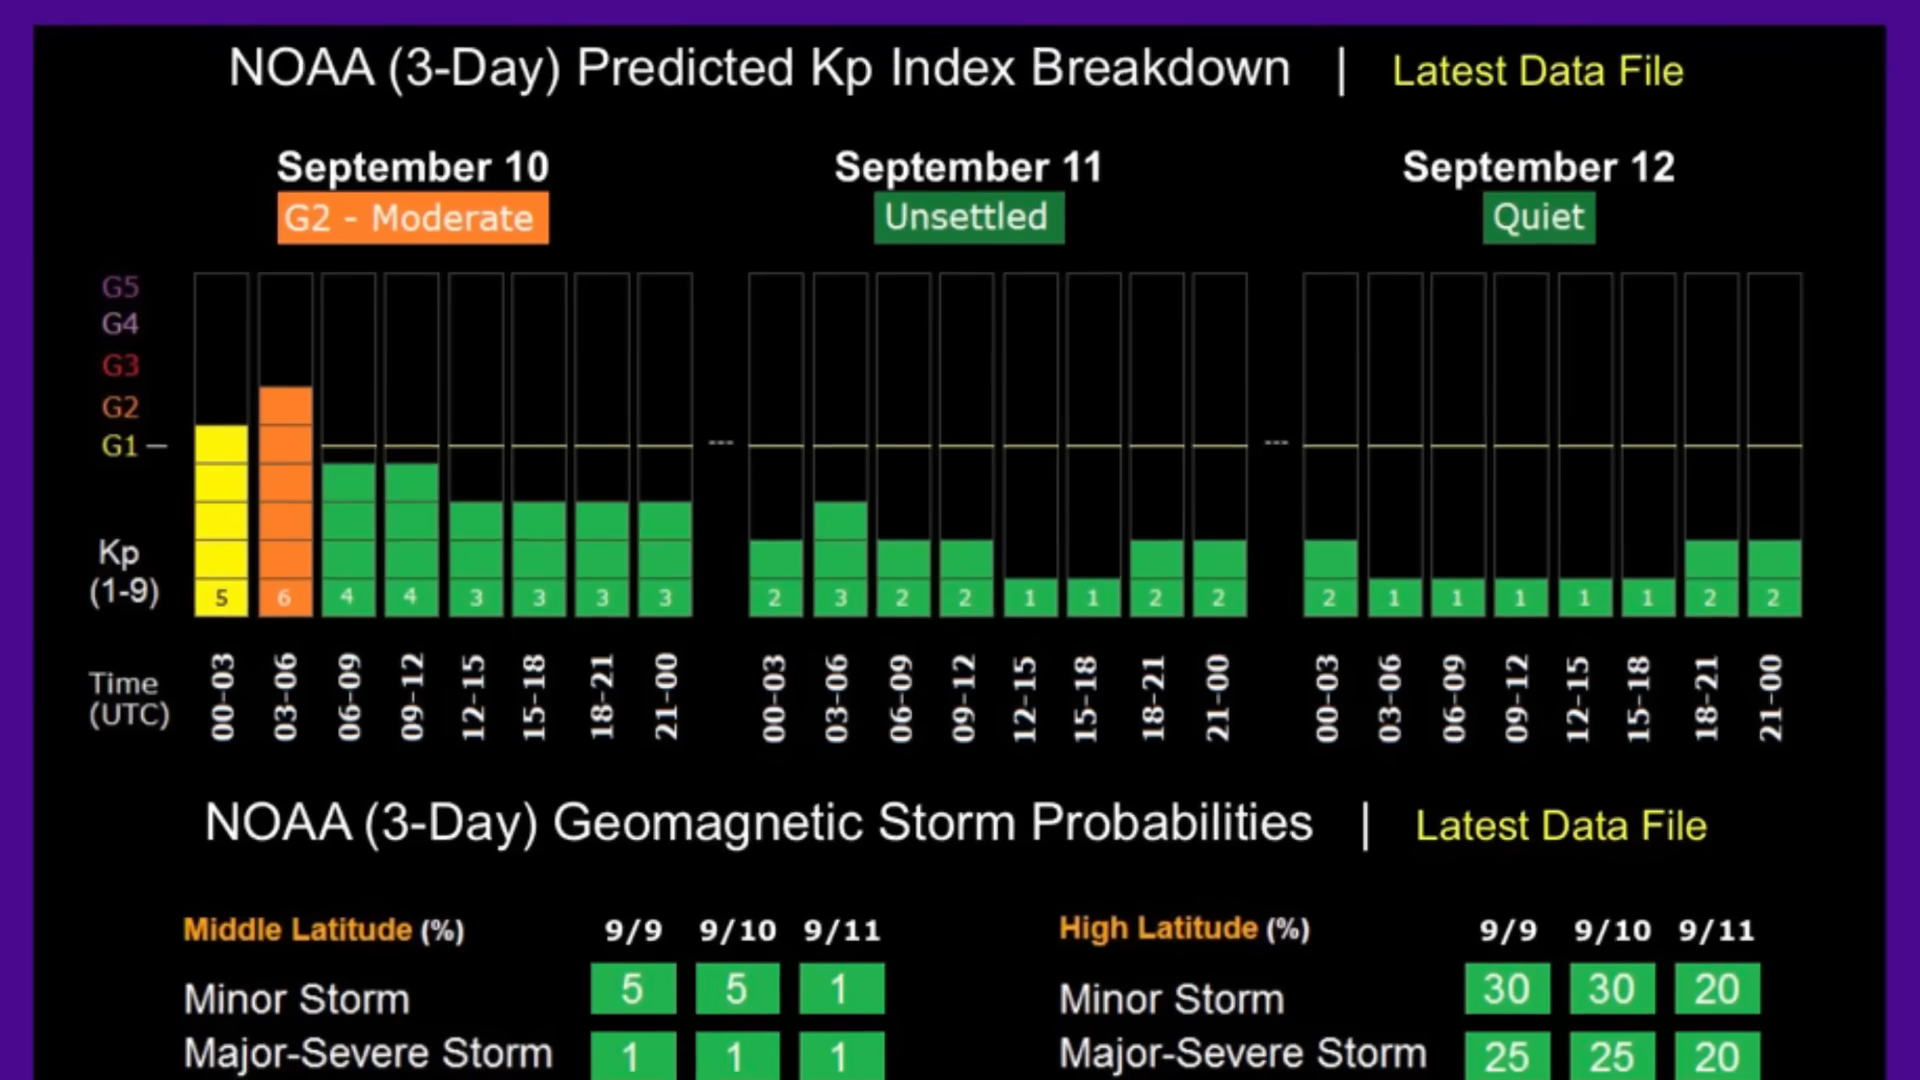 NOAA (3-Day) Predicted Kp Index Breakdown | Latest Data File
September 10 September 11 September 12
G2 - Moderate Unsettled Quiet
G5
G4
G3
G2
G1 — --- ---
Kp
(1-9)
5 6 4 4 3 3 3 3 2 3 2 2 1 1 2 2 2 1 1 1 1 1 2 2
Time
(UTC)
00-03 03-06 06-09 09-12 12-15 15-18 18-21 21-00 00-03 03-06 06-09 09-12 12-15 15-18 18-21 21-00 00-03 03-06 06-09 09-12 12-15 15-18 18-21 21-00
NOAA (3-Day) Geomagnetic Storm Probabilities | Latest Data File
Middle Latitude (%) 9/9 9/10 9/11 High Latitude (%) 9/9 9/10 9/11
Minor Storm 5 5 1 Minor Storm 30 30 20
Major-Severe Storm 1 1 1 Major-Severe Storm 25 25 20